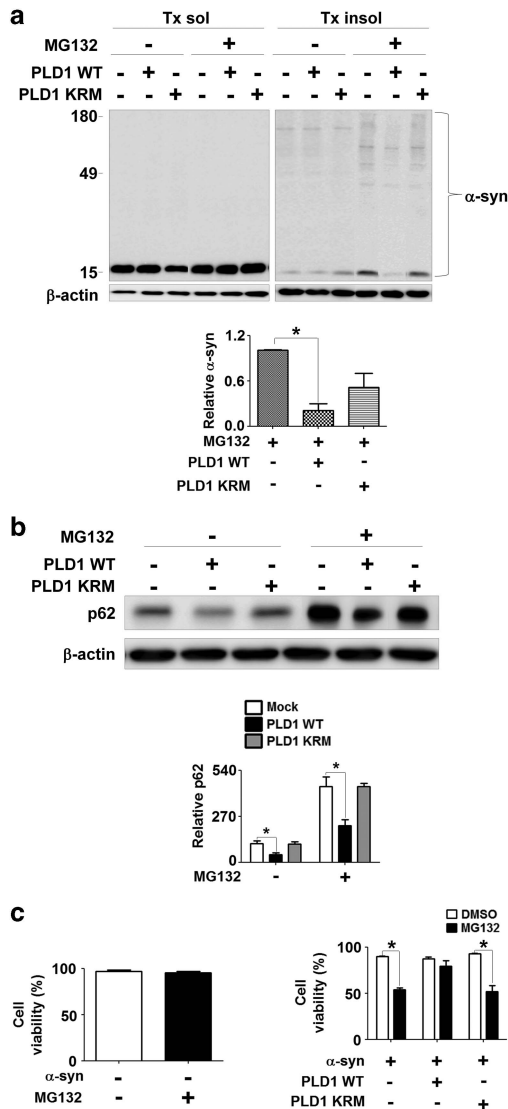 a
Tx sol Tx insol
MG132 - + - +
PLD1 WT - + - - + - - + - - + -
PLD1 KRM - - + - - + - - + - - +
180
49
α-syn
15
β-actin
1.2
*
Relative α-syn
0.6
0.0
MG132 + + +
PLD1 WT - + -
PLD1 KRM - - +
b
MG132 - +
PLD1 WT - + - - + -
PLD1 KRM - - + - - +
p62
β-actin
Mock
PLD1 WT
PLD1 KRM
540
*
Relative p62
270
*
0
MG132 - +
c
DMSO
MG132
100 100
* *
Cell viability (%) Cell viability (%)
50 50
0 0
α-syn - - α-syn + + +
MG132 - + PLD1 WT - + -
PLD1 KRM - - +